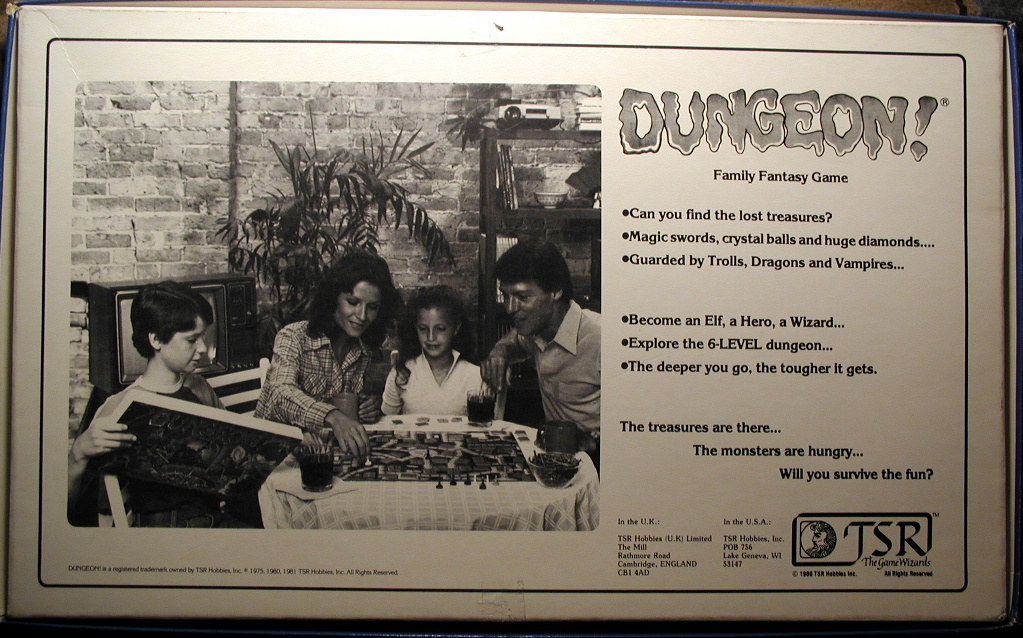 DUNGEON!®
Family Fantasy Game
•Can you find the lost treasures?
•Magic swords, crystal balls and huge diamonds....
•Guarded by Trolls, Dragons and Vampires...
•Become an Elf, a Hero, a Wizard...
•Explore the 6-LEVEL dungeon...
•The deeper you go, the tougher it gets.
The treasures are there...
The monsters are hungry...
Will you survive the fun?
In the U.K.:
TSR Hobbies (U.K) Limited
The Mill
Rathmore Road
Cambridge, ENGLAND
CB1 4AD
In the U.S.A.:
TSR Hobbies, Inc.
POB 756
Lake Geneva, WI
53147
TSR™
The Game Wizards
© 1980 TSR Hobbies Inc. All Rights Reserved
DUNGEON! is a registered trademark owned by TSR Hobbies, Inc. © 1975, 1980, 1981 TSR Hobbies, Inc. All Rights Reserved.